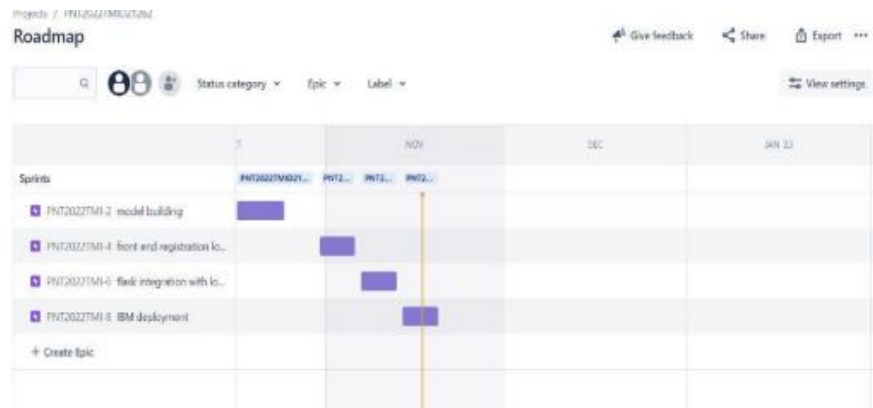 Projects / PNT2022TMID21262
Roadmap
Give feedback
Share
Export
Status category
Epic
Label
View settings
T
NOV
DEC
JAN 23
Sprints
PNT2022TMID21...
PNT2...
PNT2...
PNT2...
PNT2022TMI-2 model building
PNT2022TMI-4 front end registration lo...
PNT2022TMI-6 flask integration with lo...
PNT2022TMI-8 IBM deployment
+ Create Epic